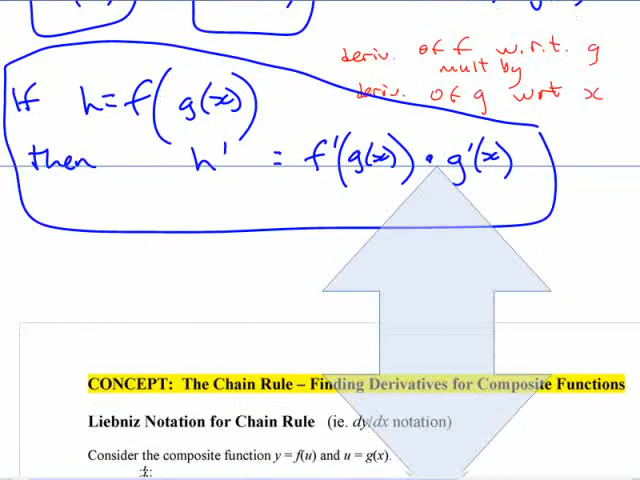 deriv. of f w.r.t. g
mult by
deriv. of g wrt x
If h = f(g(x))
then h' = f'(g(x)) • g'(x)
CONCEPT: The Chain Rule – Finding Derivatives for Composite Functions
Liebniz Notation for Chain Rule (ie. dy/dx notation)
Consider the composite function y = f(u) and u = g(x).